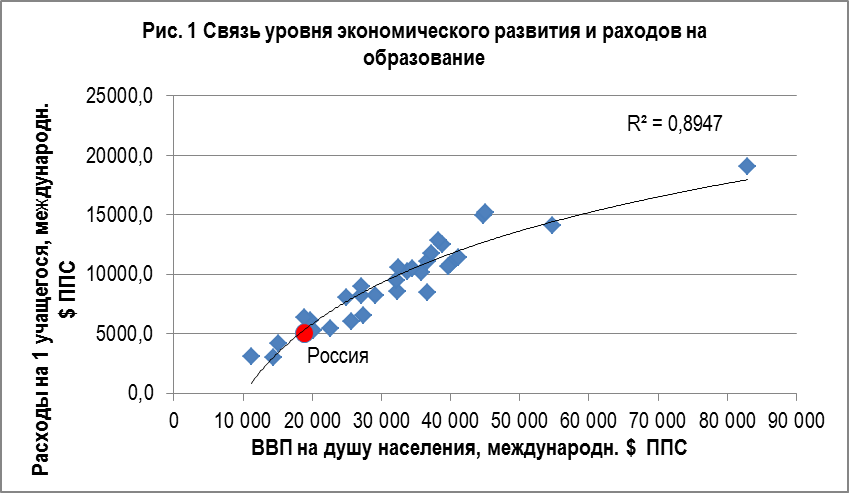 Рис. 1 Связь уровня экономического развития и раходов на
образование
Расходы на 1 учащегося, международн.
$ ППС
25000,0
20000,0
15000,0
10000,0
5000,0
0,0
R² = 0,8947
Россия
0
10 000
20 000
30 000
40 000
50 000
60 000
70 000
80 000
90 000
ВВП на душу населения, международн. $ ППС